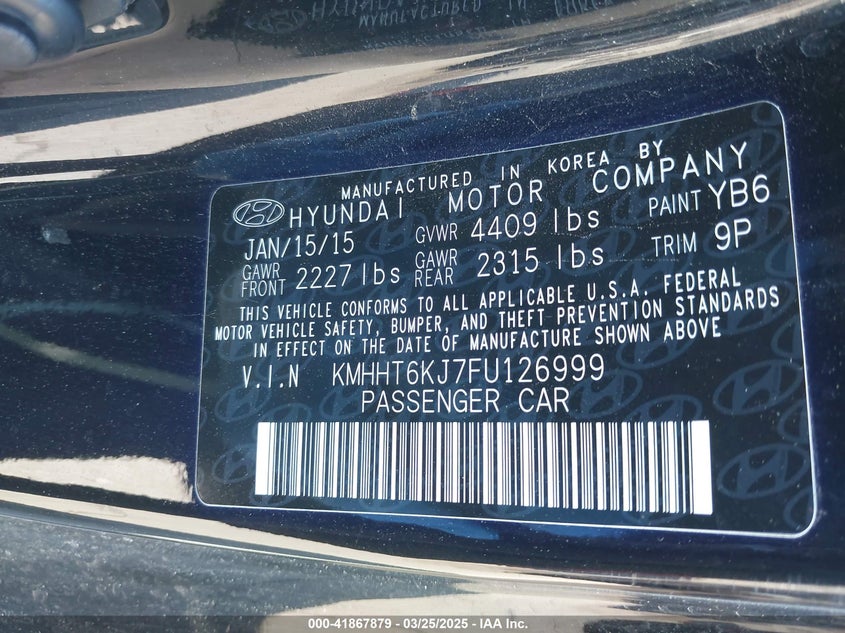 MANUFACTURED IN KOREA BY
HYUNDAI MOTOR COMPANY
JAN/15/15 GVWR 4409 lbs PAINT YB6
GAWR FRONT 2227 lbs GAWR REAR 2315 lbs TRIM 9P
THIS VEHICLE CONFORMS TO ALL APPLICABLE U.S.A. FEDERAL
MOTOR VEHICLE SAFETY, BUMPER, AND THEFT PREVENTION STANDARDS
IN EFFECT ON THE DATE OF MANUFACTURE SHOWN ABOVE
V.I.N KMHHT6KJ7FU126999
PASSENGER CAR
000-41867879 - 03/25/2025 - IAA Inc.